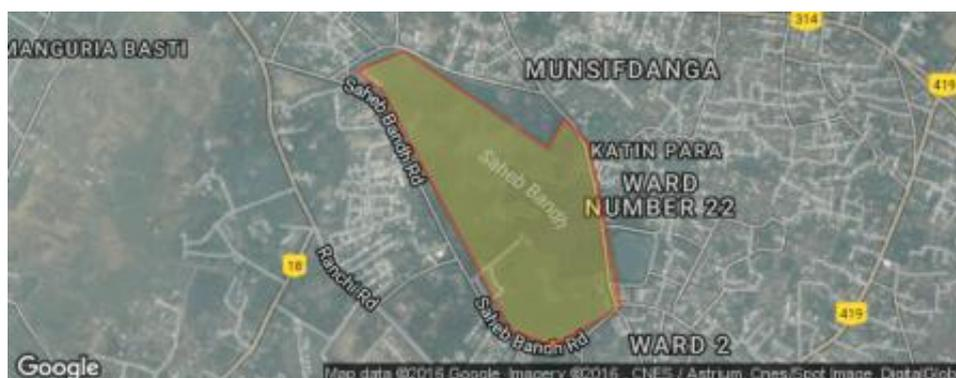 314
MANGURIA BASTI
MUNSIFDANGA
419
Saheb Bandh Rd
KATIN PARA
Saheb Bandh
WARD
NUMBER 22
18
Ranchi Rd
419
Saheb Bandh Rd
WARD 2
Google
Map data ©2016 Google, Imagery ©2016 , CNES / Astrium, Cnes/Spot Image, DigitalGlob